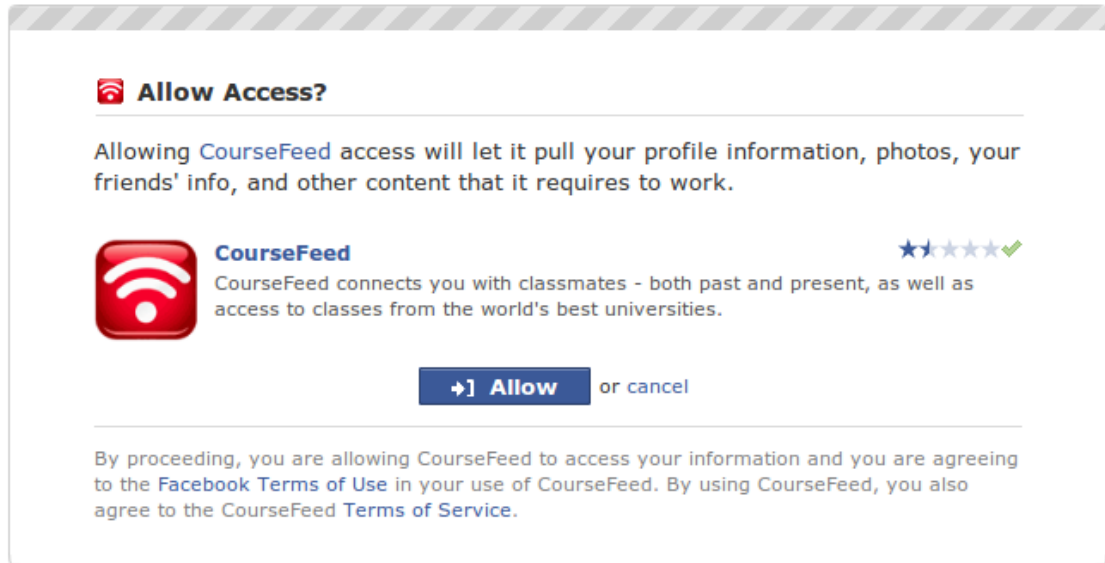 Allow Access?
Allowing CourseFeed access will let it pull your profile information, photos, your
friends' info, and other content that it requires to work.
CourseFeed
CourseFeed connects you with classmates - both past and present, as well as
access to classes from the world's best universities.
Allow or cancel
By proceeding, you are allowing CourseFeed to access your information and you are agreeing
to the Facebook Terms of Use in your use of CourseFeed. By using CourseFeed, you also
agree to the CourseFeed Terms of Service.